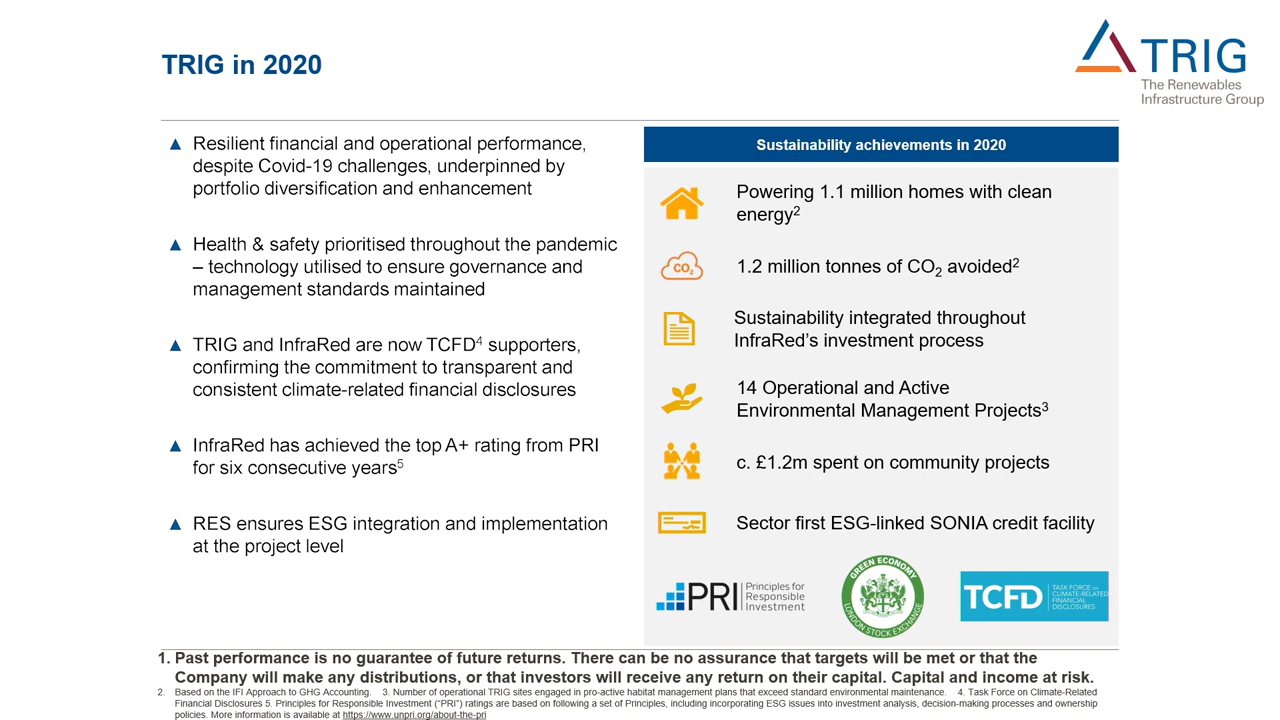 TRIG in 2020
TRIG
The Renewables
Infrastructure Group
▲ Resilient financial and operational performance,
despite Covid-19 challenges, underpinned by
portfolio diversification and enhancement
▲ Health & safety prioritised throughout the pandemic
– technology utilised to ensure governance and
management standards maintained
▲ TRIG and InfraRed are now TCFD⁴ supporters,
confirming the commitment to transparent and
consistent climate-related financial disclosures
▲ InfraRed has achieved the top A+ rating from PRI
for six consecutive years⁵
▲ RES ensures ESG integration and implementation
at the project level
Sustainability achievements in 2020
Powering 1.1 million homes with clean
energy²
CO₂
1.2 million tonnes of CO₂ avoided²
Sustainability integrated throughout
InfraRed’s investment process
14 Operational and Active
Environmental Management Projects³
c. £1.2m spent on community projects
Sector first ESG-linked SONIA credit facility
PRI
Principles for
Responsible
Investment
GREEN ECONOMY
LONDON STOCK EXCHANGE
TCFD
TASK FORCE ON
CLIMATE-RELATED
FINANCIAL
DISCLOSURES
1. Past performance is no guarantee of future returns. There can be no assurance that targets will be met or that the
Company will make any distributions, or that investors will receive any return on their capital. Capital and income at risk.
2. Based on the IFI Approach to GHG Accounting. 3. Number of operational TRIG sites engaged in pro-active habitat management plans that exceed standard environmental maintenance. 4. Task Force on Climate-Related
Financial Disclosures 5. Principles for Responsible Investment (“PRI”) ratings are based on following a set of Principles, including incorporating ESG issues into investment analysis, decision-making processes and ownership
policies. More information is available at https://www.unpri.org/about-the-pri